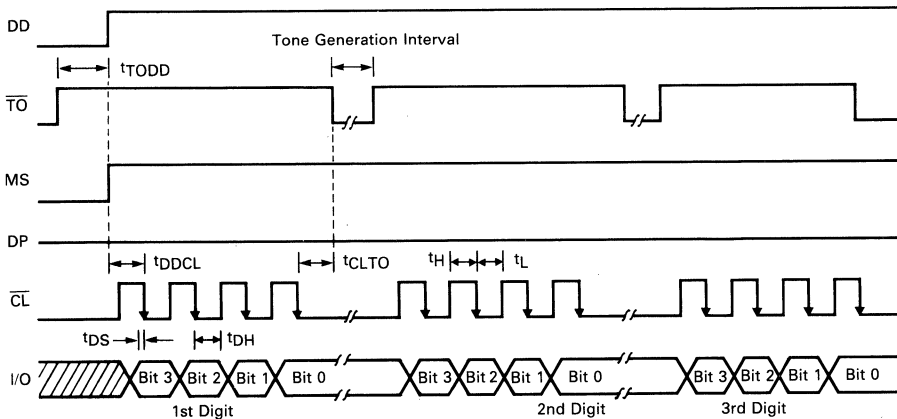 DD
Tone Generation Interval
tTODD
TO
MS
DP
tDDCL
tCLTO
tH
tL
CL
tDS
tDH
I/O
Bit 3 Bit 2 Bit 1 Bit 0 Bit 3 Bit 2 Bit 1 Bit 0 Bit 3 Bit 2 Bit 1 Bit 0
1st Digit 2nd Digit 3rd Digit